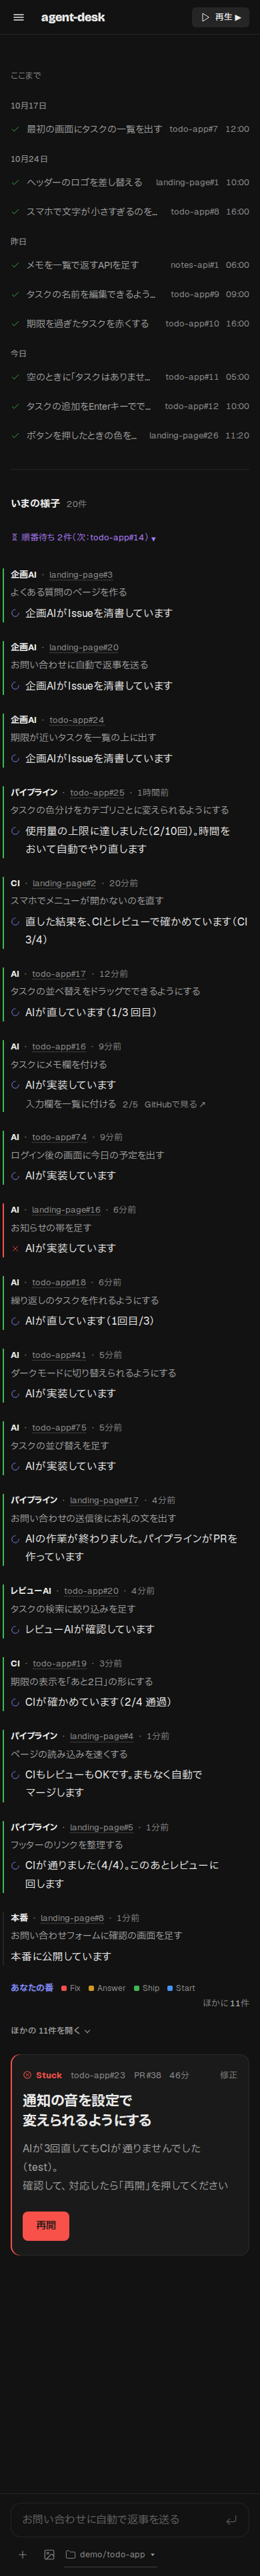 agent-desk
再生 ▶
ここまで
10月17日
最初の画面にタスクの一覧を出す todo-app#7 12:00
10月24日
ヘッダーのロゴを差し替える landing-page#1 10:00
スマホで文字が小さすぎるのを… todo-app#8 16:00
昨日
メモを一覧で返すAPIを足す notes-api#1 06:00
タスクの名前を編集できるよう… todo-app#9 09:00
期限を過ぎたタスクを赤くする todo-app#10 16:00
今日
空のときに「タスクはありませ… todo-app#11 05:00
タスクの追加をEnterキーでで… todo-app#12 10:00
ボタンを押したときの色を… landing-page#26 11:20
いまの様子 20件
順番待ち 2件（次：todo-app#14） ▾
企画AI · landing-page#3
よくある質問のページを作る
企画AIがIssueを清書しています
企画AI · landing-page#20
お問い合わせに自動で返事を送る
企画AIがIssueを清書しています
企画AI · todo-app#24
期限が近いタスクを一覧の上に出す
企画AIがIssueを清書しています
パイプライン · todo-app#25 · 1時間前
タスクの色分けをカテゴリごとに変えられるようにする
使用量の上限に達しました（2/10回）。時間を
おいて自動でやり直します
CI · landing-page#2 · 20分前
スマホでメニューが開かないのを直す
直した結果を、CIとレビューで確かめています（CI
3/4）
AI · todo-app#17 · 12分前
タスクの並べ替えをドラッグでできるようにする
AIが直しています（1/3 回目）
AI · todo-app#16 · 9分前
タスクにメモ欄を付ける
AIが実装しています
入力欄を一覧に付ける 2/5 GitHubで見る ↗
AI · todo-app#74 · 9分前
ログイン後の画面に今日の予定を出す
AIが実装しています
AI · landing-page#16 · 6分前
お知らせの帯を足す
AIが実装しています
AI · todo-app#18 · 6分前
繰り返しのタスクを作れるようにする
AIが直しています（1回目/3）
AI · todo-app#41 · 5分前
ダークモードに切り替えられるようにする
AIが実装しています
AI · todo-app#75 · 5分前
タスクの並び替えを足す
AIが実装しています
パイプライン · landing-page#17 · 4分前
お問い合わせの送信後にお礼の文を出す
AIの作業が終わりました。パイプラインがPRを
作っています
レビューAI · todo-app#20 · 4分前
タスクの検索に絞り込みを足す
レビューAIが確認しています
CI · todo-app#19 · 3分前
期限の表示を「あと2日」の形にする
CIが確かめています（2/4 通過）
パイプライン · landing-page#4 · 1分前
ページの読み込みを速くする
CIもレビューもOKです。まもなく自動で
マージします
パイプライン · landing-page#5 · 1分前
フッターのリンクを整理する
CIが通りました（4/4）。このあとレビューに
回します
本番 · landing-page#8 · 1分前
お問い合わせフォームに確認の画面を足す
本番に公開しています
あなたの番 Fix Answer Ship Start
ほかに11件
ほかの 11件を開く
Stuck todo-app#23 PR#38 46分 修正
通知の音を設定で
変えられるようにする
AIが3回直してもCIが通りませんでした
（test）。
確認して、対応したら「再開」を押してください
再開
お問い合わせに自動で返事を送る
demo/todo-app